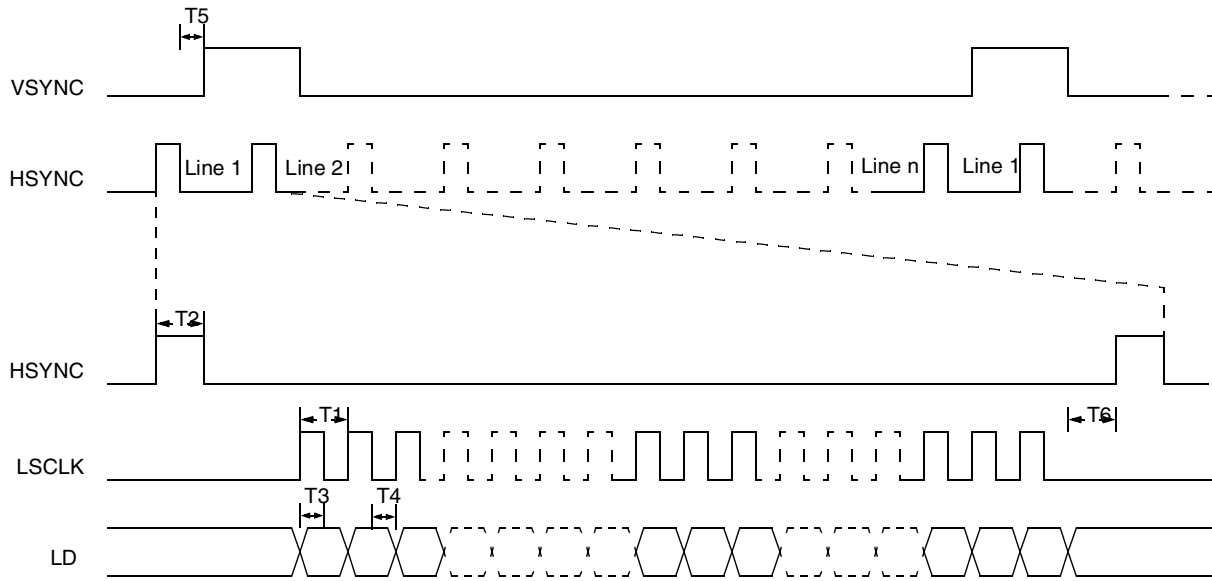 T5
VSYNC
HSYNC
Line 1
Line 2
Line n
Line 1
T2
HSYNC
T1
T6
LSCLK
T3
T4
LD